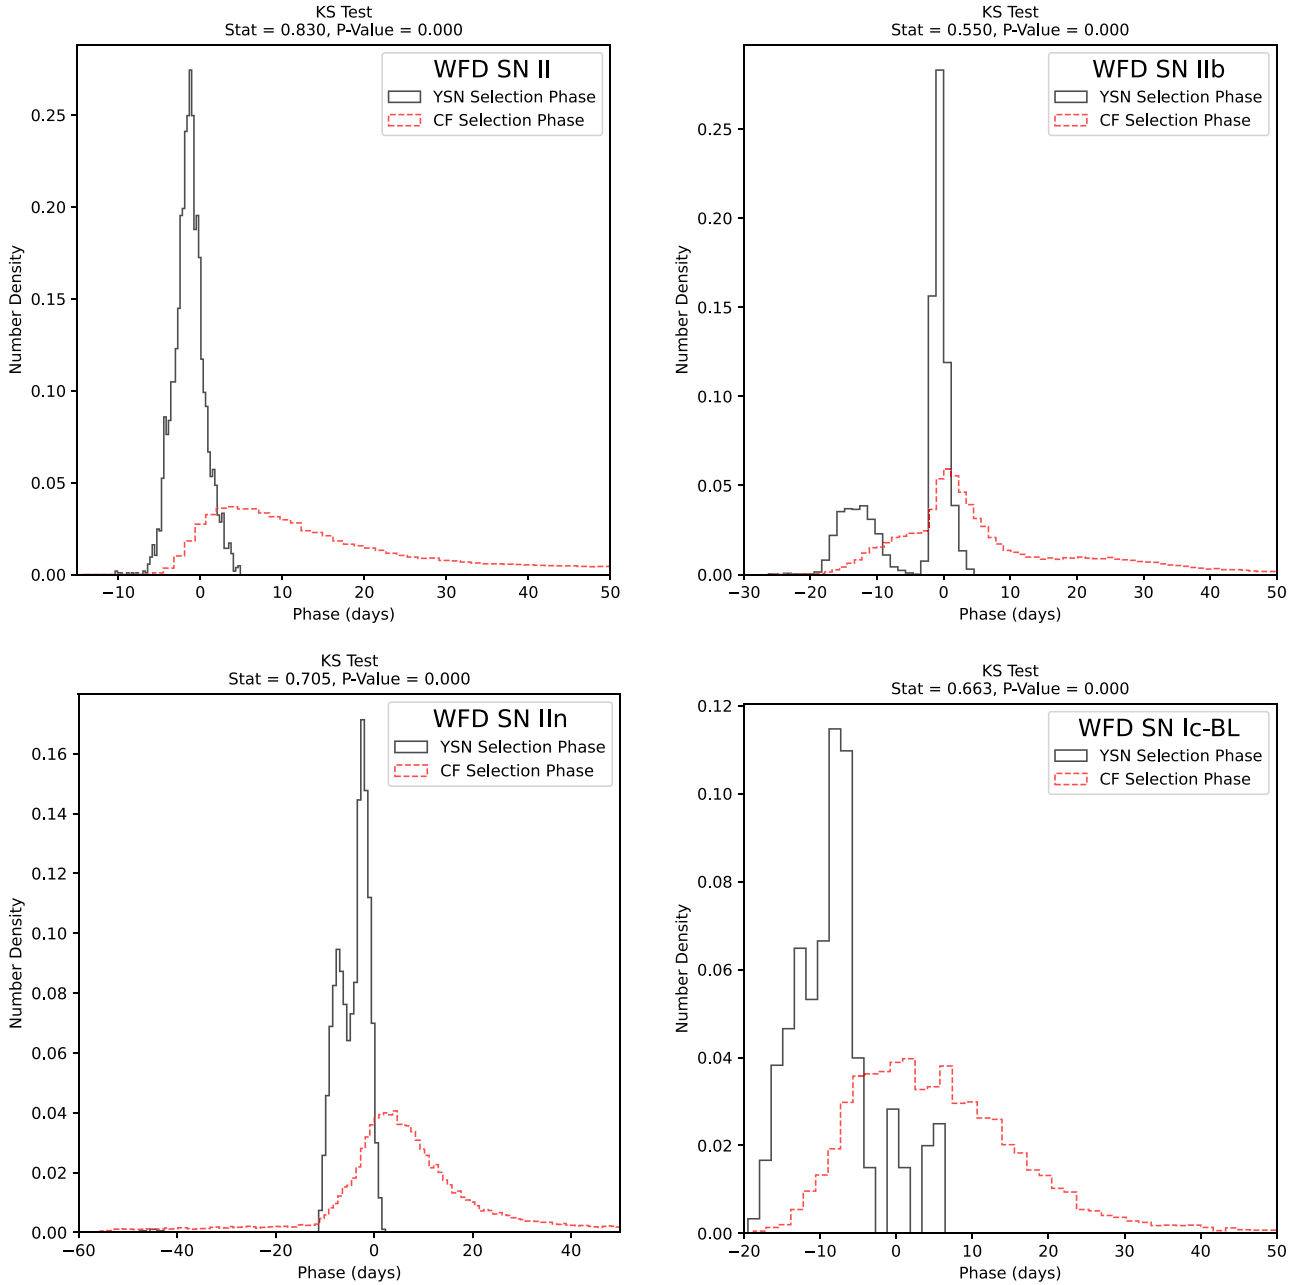 KS Test
Stat = 0.830, P-Value = 0.000
WFD SN II
YSN Selection Phase
CF Selection Phase
Number Density
0.25
0.20
0.15
0.10
0.05
0.00
−10 0 10 20 30 40 50
Phase (days)
KS Test
Stat = 0.550, P-Value = 0.000
WFD SN IIb
YSN Selection Phase
CF Selection Phase
Number Density
0.25
0.20
0.15
0.10
0.05
0.00
−30 −20 −10 0 10 20 30 40 50
Phase (days)
KS Test
Stat = 0.705, P-Value = 0.000
WFD SN IIn
YSN Selection Phase
CF Selection Phase
Number Density
0.16
0.14
0.12
0.10
0.08
0.06
0.04
0.02
0.00
−60 −40 −20 0 20 40
Phase (days)
KS Test
Stat = 0.663, P-Value = 0.000
WFD SN Ic-BL
YSN Selection Phase
CF Selection Phase
Number Density
0.12
0.10
0.08
0.06
0.04
0.02
0.00
−20 −10 0 10 20 30 40 50
Phase (days)